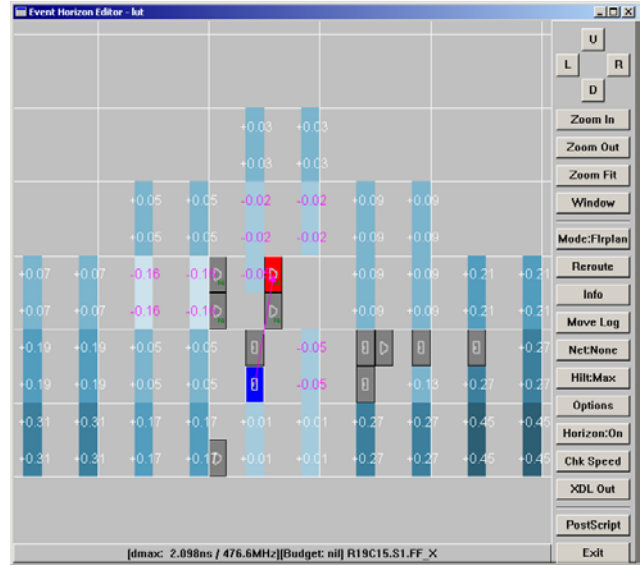 Event Horizon Editor - lut
+0.03 +0.03
+0.03 +0.03
+0.05 +0.05 -0.02 -0.02 +0.09 +0.09
+0.05 +0.05 -0.02 -0.02 +0.09 +0.09
+0.07 +0.07 -0.16 +0.09 +0.09 +0.21 +0.21
+0.07 +0.07 -0.16 +0.09 +0.09 +0.21 +0.21
+0.19 +0.19 +0.05 +0.05 -0.05 +0.27
+0.19 +0.19 +0.05 +0.05 -0.05 +0.13 +0.27 +0.27
+0.31 +0.31 +0.17 +0.17 +0.01 +0.01 +0.27 +0.27 +0.45 +0.45
+0.31 +0.31 +0.17 +0.17 +0.01 +0.01 +0.27 +0.27 +0.45 +0.45
[dmax: 2.098ns / 476.6MHz][Budget: nil] R19C15.S1.FF_X
U
L R
D
Zoom In
Zoom Out
Zoom Fit
Window
Mode:Flrplan
Reroute
Info
Move Log
Net:None
Hilt:Max
Options
Horizon:On
Chk Speed
XDL Out
PostScript
Exit